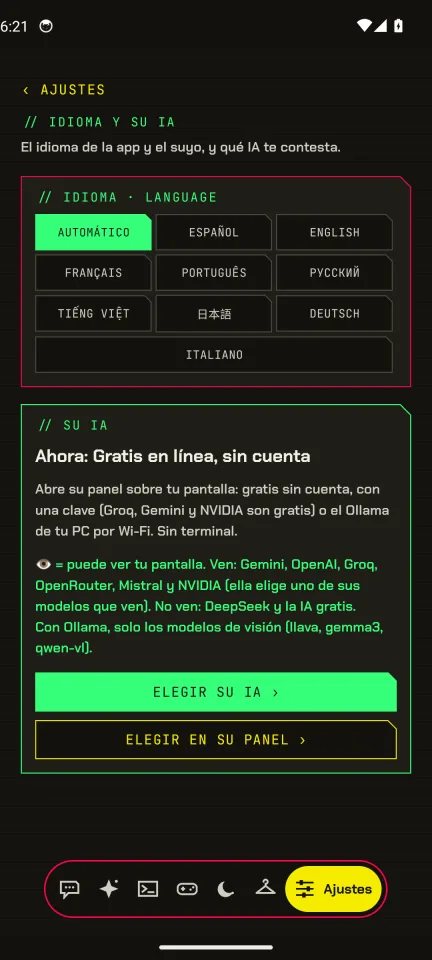 6:21
‹ AJUSTES
// IDIOMA Y SU IA
El idioma de la app y el suyo, y qué IA te contesta.
// IDIOMA · LANGUAGE
AUTOMÁTICO ESPAÑOL ENGLISH
FRANÇAIS PORTUGUÊS РУССКИЙ
TIẾNG VIỆT 日本語 DEUTSCH
ITALIANO
// SU IA
Ahora: Gratis en línea, sin cuenta
Abre su panel sobre tu pantalla: gratis sin cuenta, con
una clave (Groq, Gemini y NVIDIA son gratis) o el Ollama
de tu PC por Wi-Fi. Sin terminal.
👁 = puede ver tu pantalla. Ven: Gemini, OpenAI, Groq,
OpenRouter, Mistral y NVIDIA (ella elige uno de sus
modelos que ven). No ven: DeepSeek y la IA gratis.
Con Ollama, solo los modelos de visión (llava, gemma3,
qwen-vl).
ELEGIR SU IA ›
ELEGIR EN SU PANEL ›
Ajustes